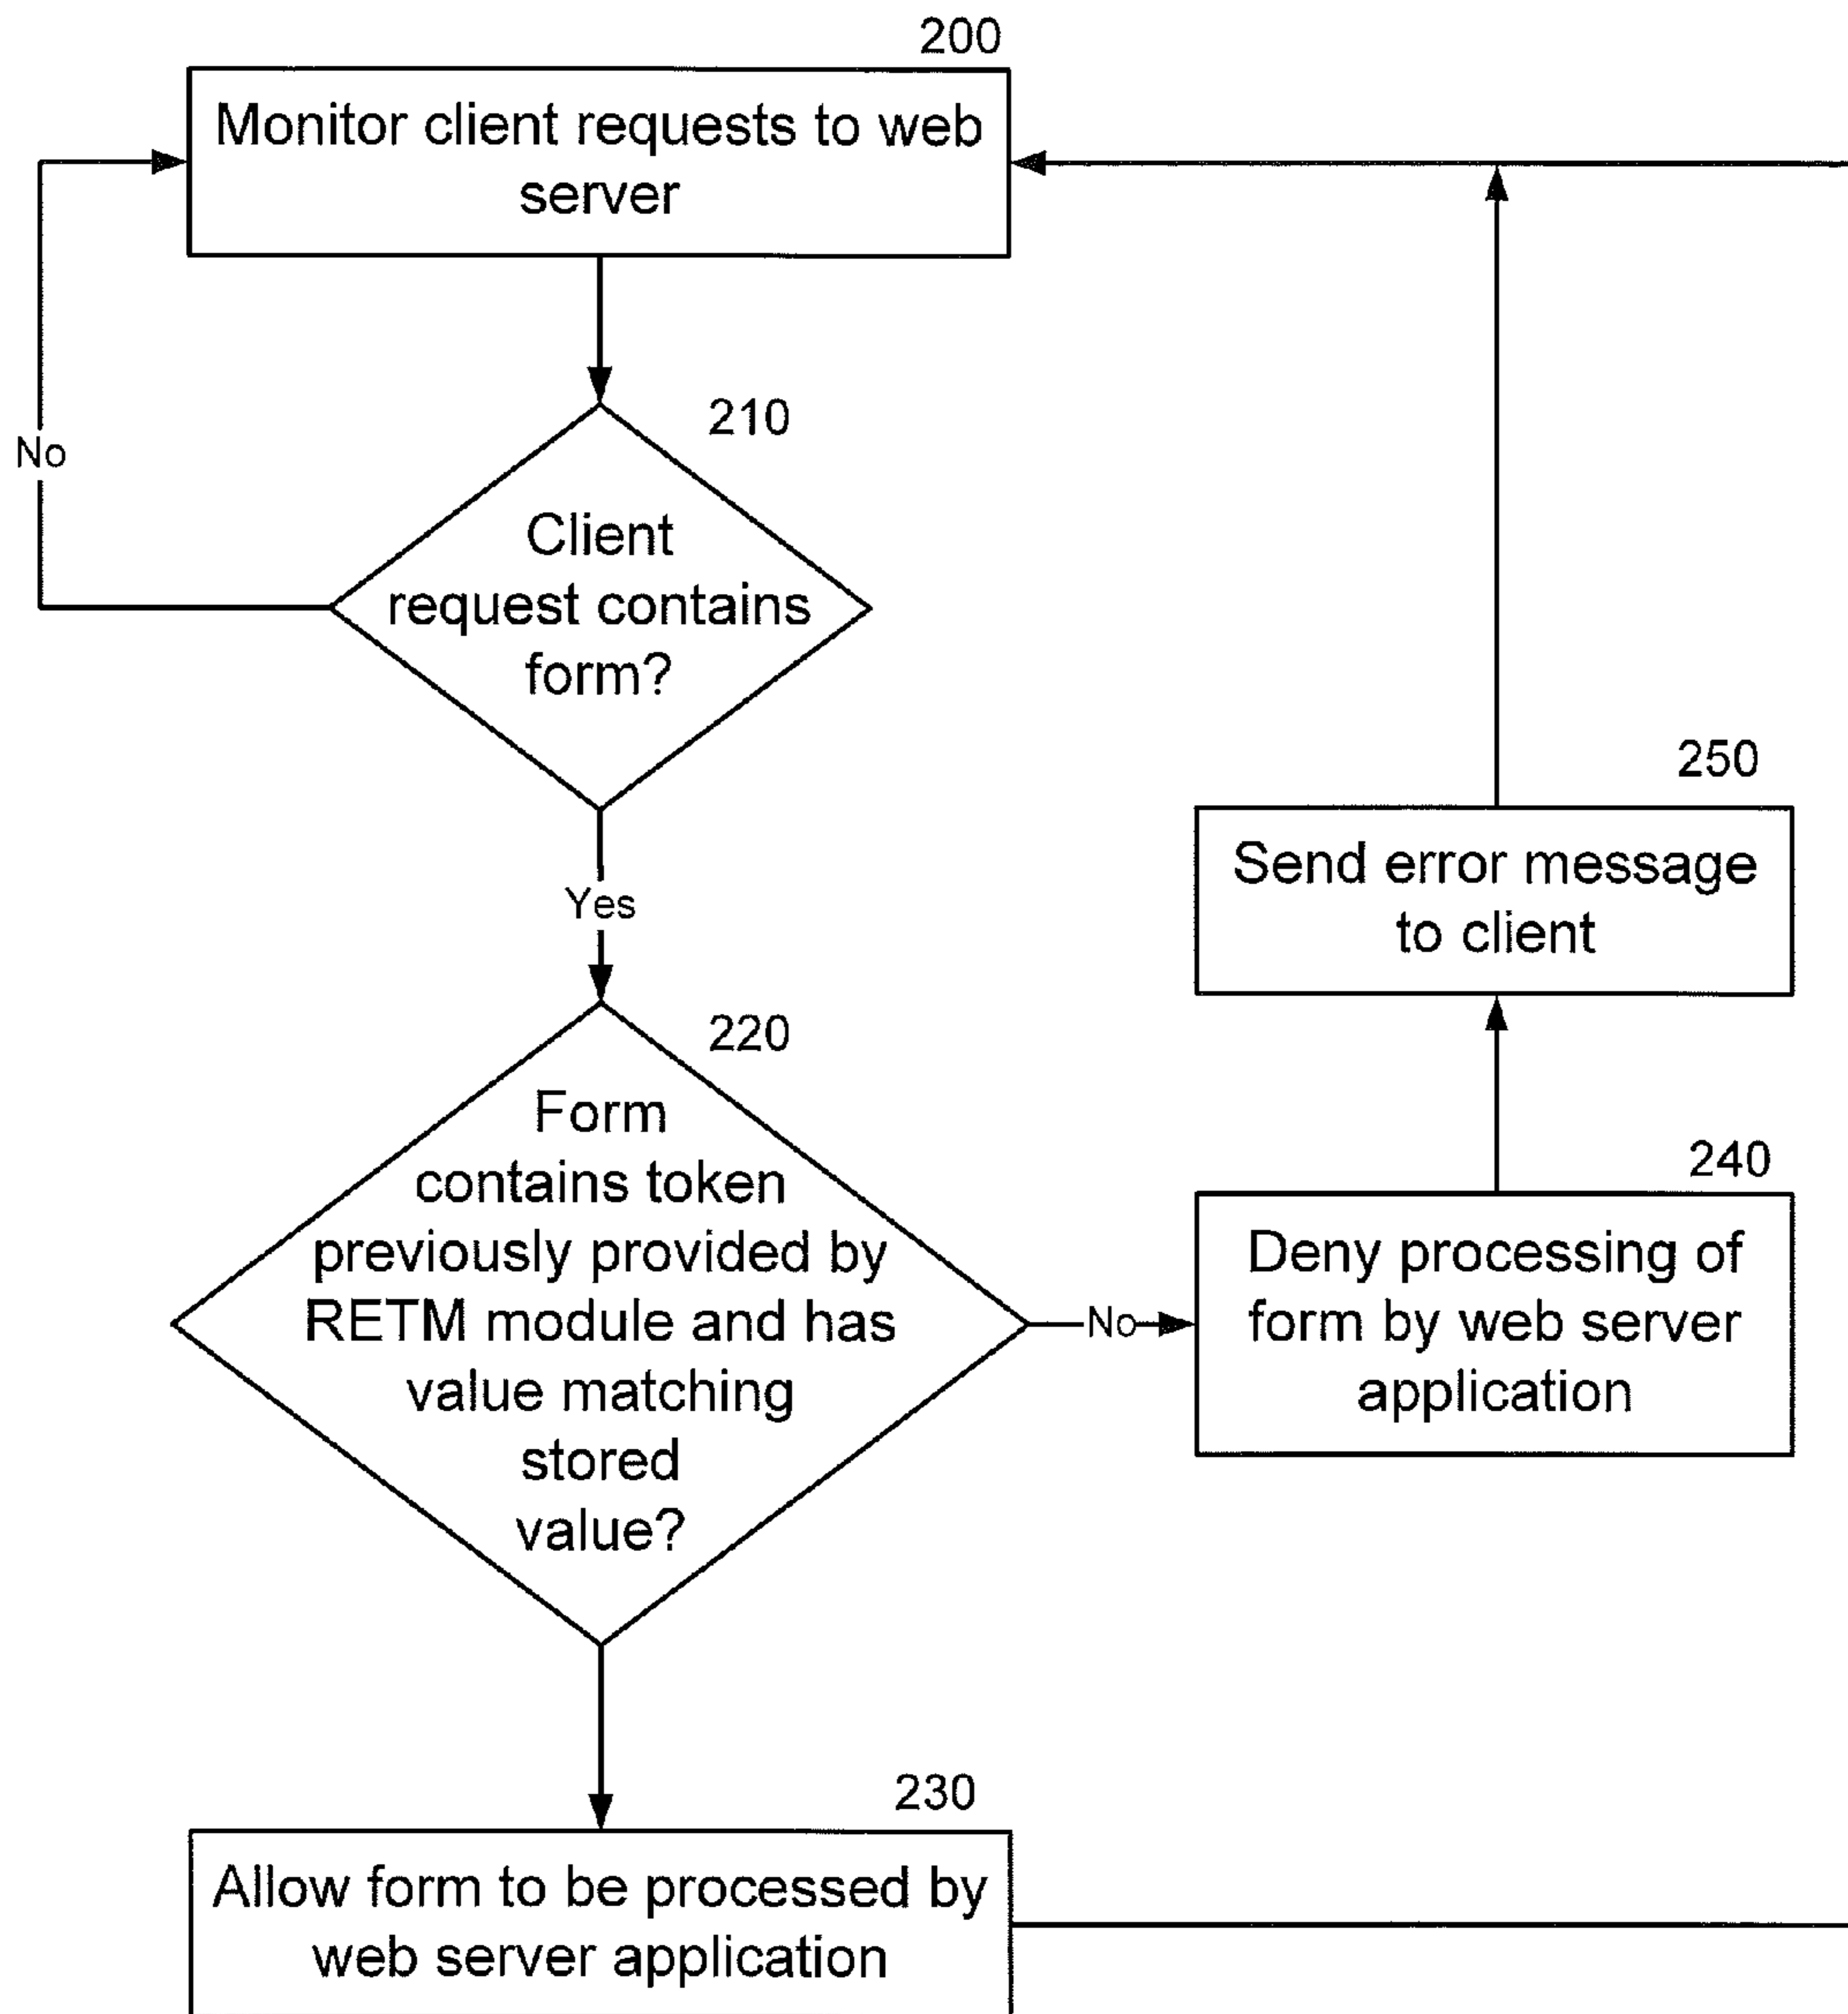 200
Monitor client requests to web
server
210
No
Client
request contains
form?
250
Send error message
to client
Yes
220
Form
contains token
previously provided by
RETM module and has
value matching
stored
value?
No
240
Deny processing of
form by web server
application
230
Allow form to be processed by
web server application